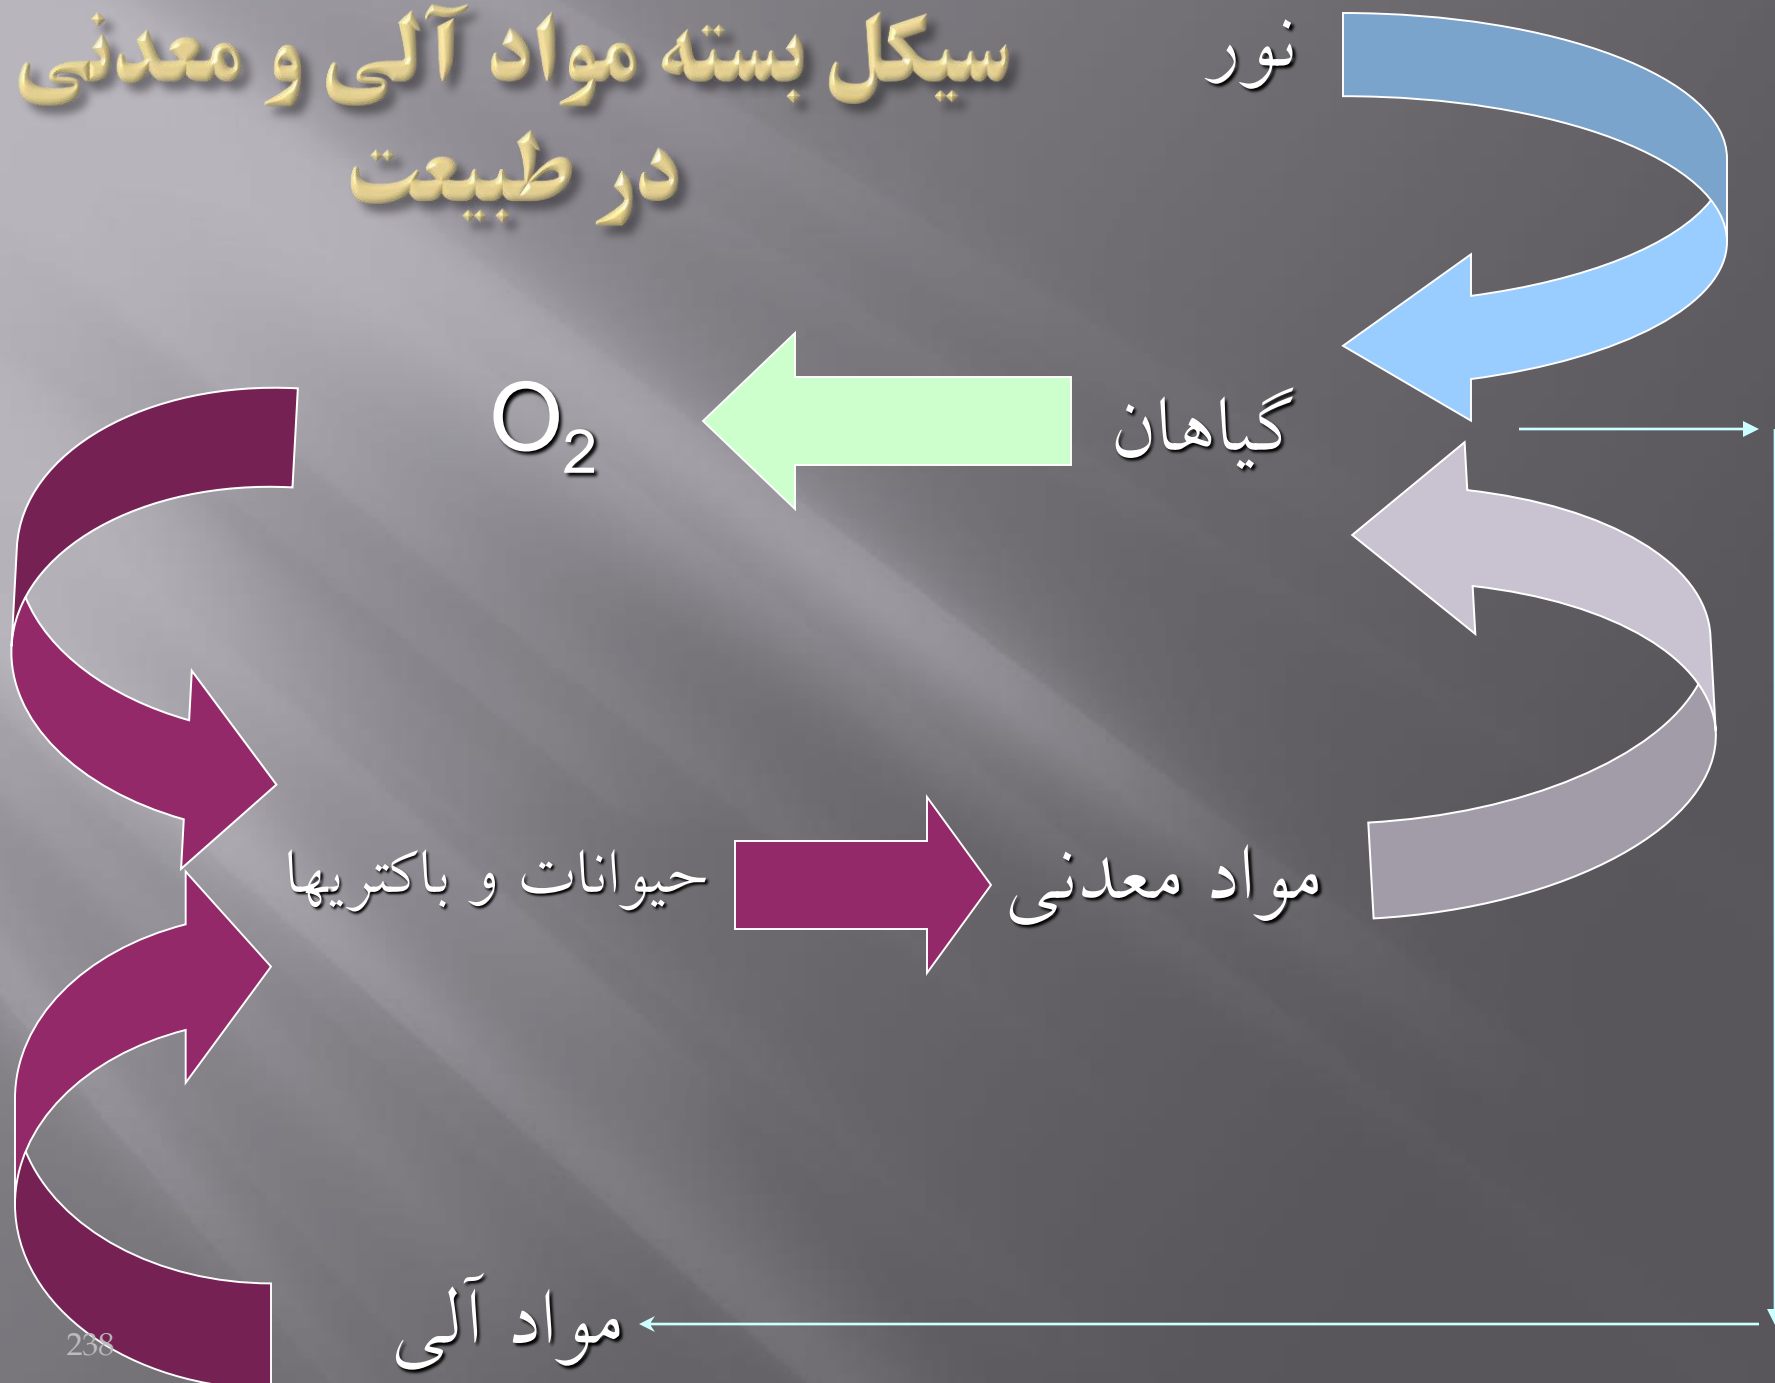 سیکل بسته مواد آلی و معدنی
در طبیعت
نور
گیاهان
O₂
مواد معدنی
حیوانات و باکتریها
مواد آلی
238